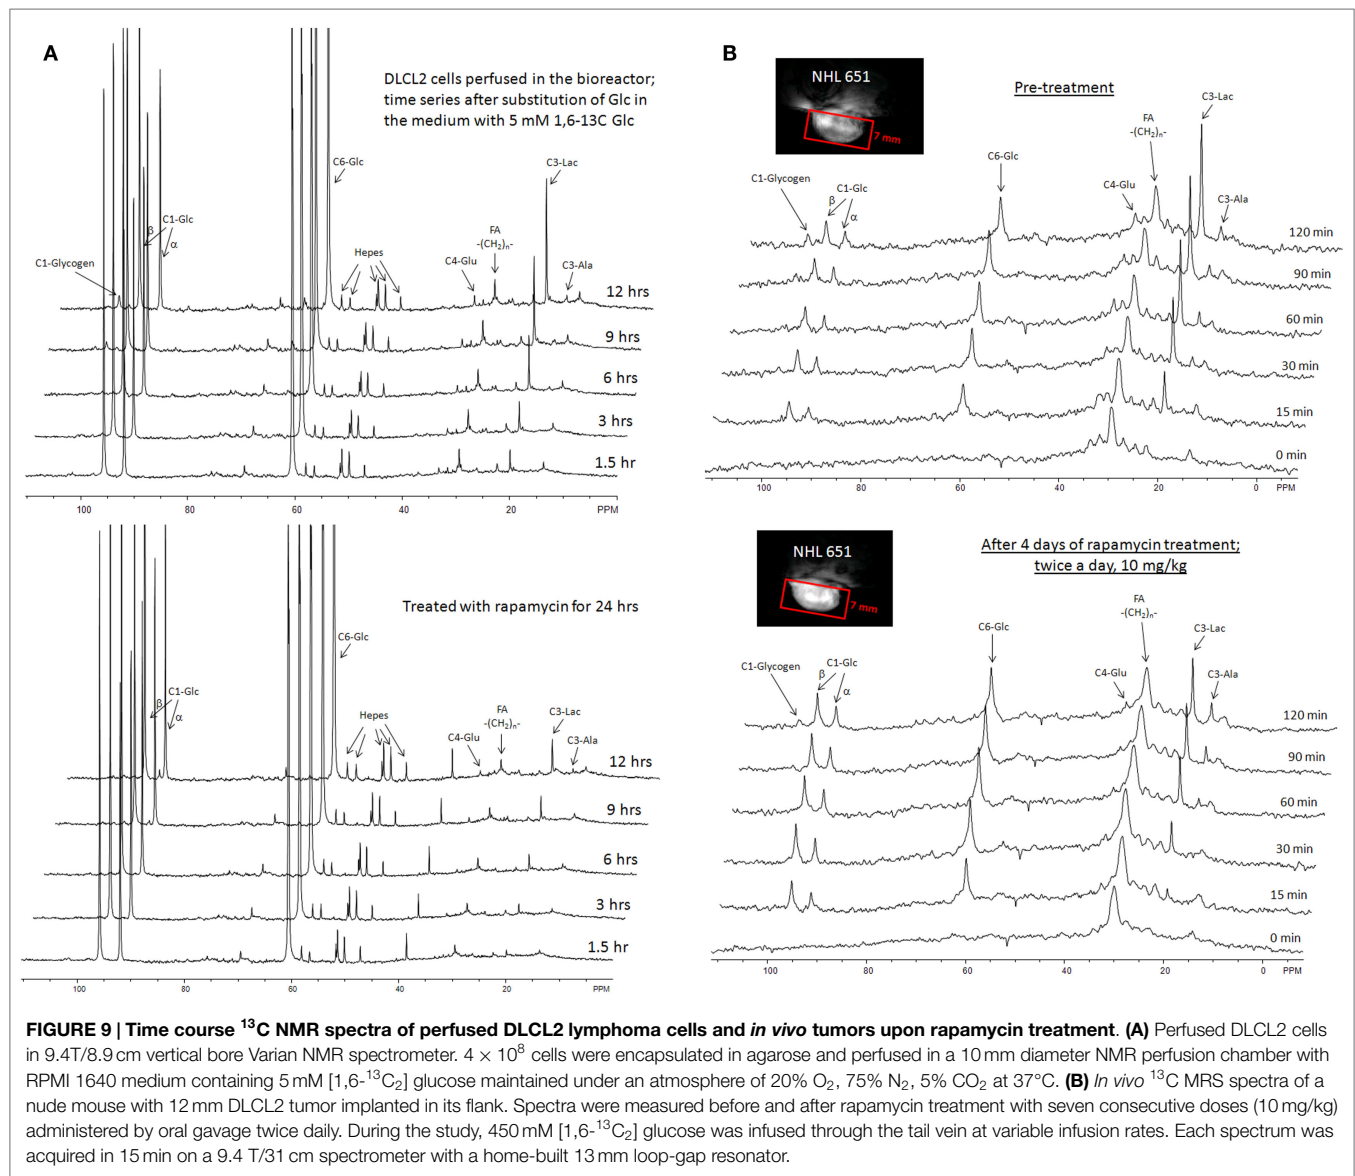 A
DLCL2 cells perfused in the bioreactor;
time series after substitution of Glc in
the medium with 5 mM 1,6-13C Glc
C6-Glc
C3-Lac
C1-Glc
β
α
C1-Glycogen
Hepes
FA
-(CH₂)ₙ-
C4-Glu
C3-Ala
12 hrs
9 hrs
6 hrs
3 hrs
1.5 hr
100 80 60 40 20 PPM
Treated with rapamycin for 24 hrs
C6-Glc
C1-Glc
β
α
Hepes
FA
-(CH₂)ₙ-
C3-Lac
C4-Glu
C3-Ala
12 hrs
9 hrs
6 hrs
3 hrs
1.5 hr
100 80 60 40 20 PPM
B
NHL 651
7 mm
Pre-treatment
C3-Lac
FA
-(CH₂)ₙ-
C6-Glc
C1-Glycogen
C1-Glc
β
α
C4-Glu
C3-Ala
120 min
90 min
60 min
30 min
15 min
0 min
100 80 60 40 20 0 PPM
NHL 651
7 mm
After 4 days of rapamycin treatment;
twice a day, 10 mg/kg
FA
-(CH₂)ₙ-
C6-Glc
C3-Lac
C1-Glycogen
C1-Glc
β
α
C4-Glu
C3-Ala
120 min
90 min
60 min
30 min
15 min
0 min
100 80 60 40 20 0 PPM
FIGURE 9 | Time course ¹³C NMR spectra of perfused DLCL2 lymphoma cells and in vivo tumors upon rapamycin treatment. (A) Perfused DLCL2 cells
in 9.4T/8.9 cm vertical bore Varian NMR spectrometer. 4 × 10⁸ cells were encapsulated in agarose and perfused in a 10 mm diameter NMR perfusion chamber with
RPMI 1640 medium containing 5 mM [1,6-¹³C₂] glucose maintained under an atmosphere of 20% O₂, 75% N₂, 5% CO₂ at 37°C. (B) In vivo ¹³C MRS spectra of a
nude mouse with 12 mm DLCL2 tumor implanted in its flank. Spectra were measured before and after rapamycin treatment with seven consecutive doses (10 mg/kg)
administered by oral gavage twice daily. During the study, 450 mM [1,6-¹³C₂] glucose was infused through the tail vein at variable infusion rates. Each spectrum was
acquired in 15 min on a 9.4 T/31 cm spectrometer with a home-built 13 mm loop-gap resonator.